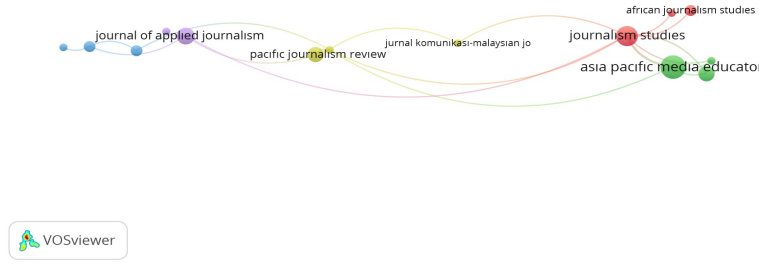 african journalism studies
journal of applied journalism
journalism studies
jurnal komunikasi-malaysian jo
pacific journalism review
asia pacific media educator
VOSviewer